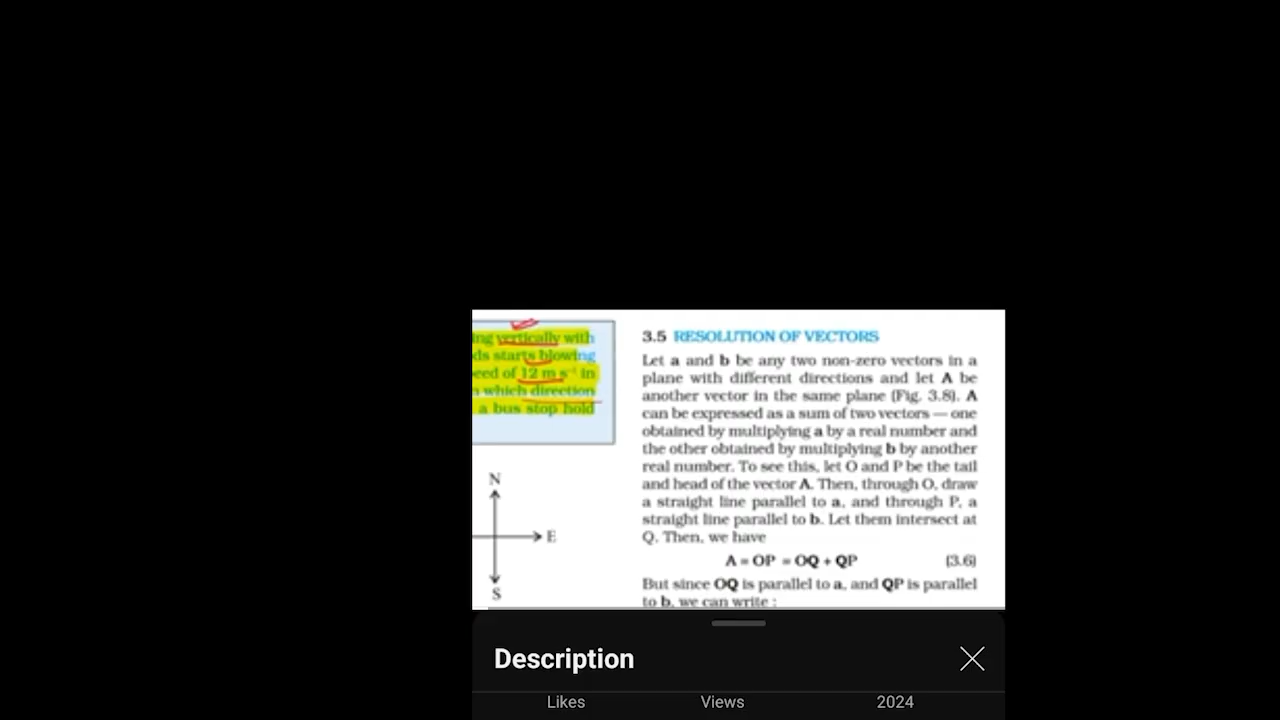 ing vertically with
ds starts blowing
eed of 12 m s⁻¹ in
which direction
a bus stop hold
N
E
S
3.5 RESOLUTION OF VECTORS
Let a and b be any two non-zero vectors in a
plane with different directions and let A be
another vector in the same plane (Fig. 3.8). A
can be expressed as a sum of two vectors — one
obtained by multiplying a by a real number and
the other obtained by multiplying b by another
real number. To see this, let O and P be the tail
and head of the vector A. Then, through O, draw
a straight line parallel to a, and through P, a
straight line parallel to b. Let them intersect at
Q. Then, we have
A = OP = OQ + QP (3.6)
But since OQ is parallel to a, and QP is parallel
to b, we can write :
Description
Likes Views 2024